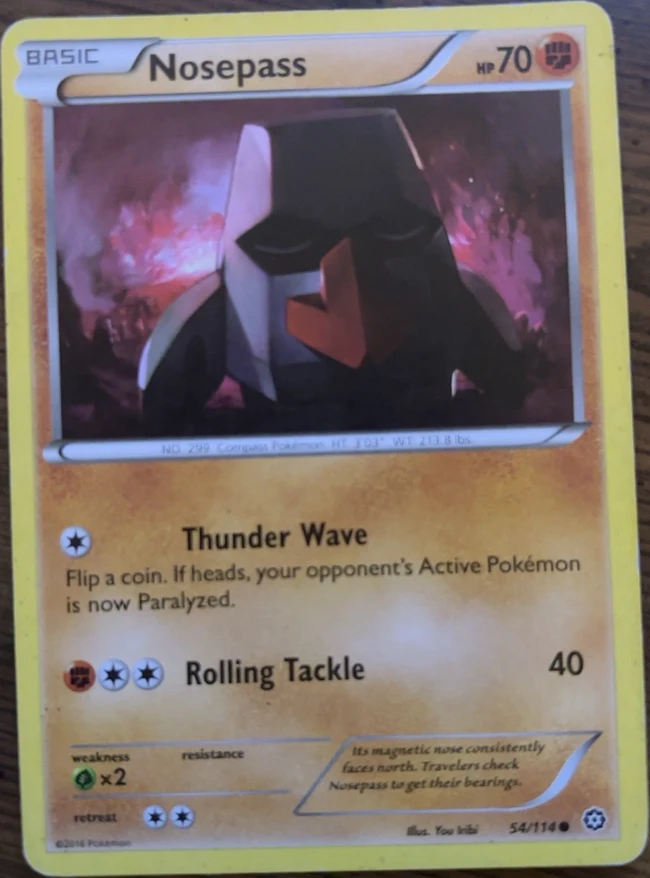 BASIC Nosepass HP 70
NO. 299 Compass Pokémon HT: 3'03" WT: 213.8 lbs.
Thunder Wave
Flip a coin. If heads, your opponent's Active Pokémon
is now Paralyzed.
Rolling Tackle 40
weakness resistance
×2
retreat
Its magnetic nose consistently
faces north. Travelers check
Nosepass to get their bearings.
Illus. You Iribi 54/114
©2016 Pokémon